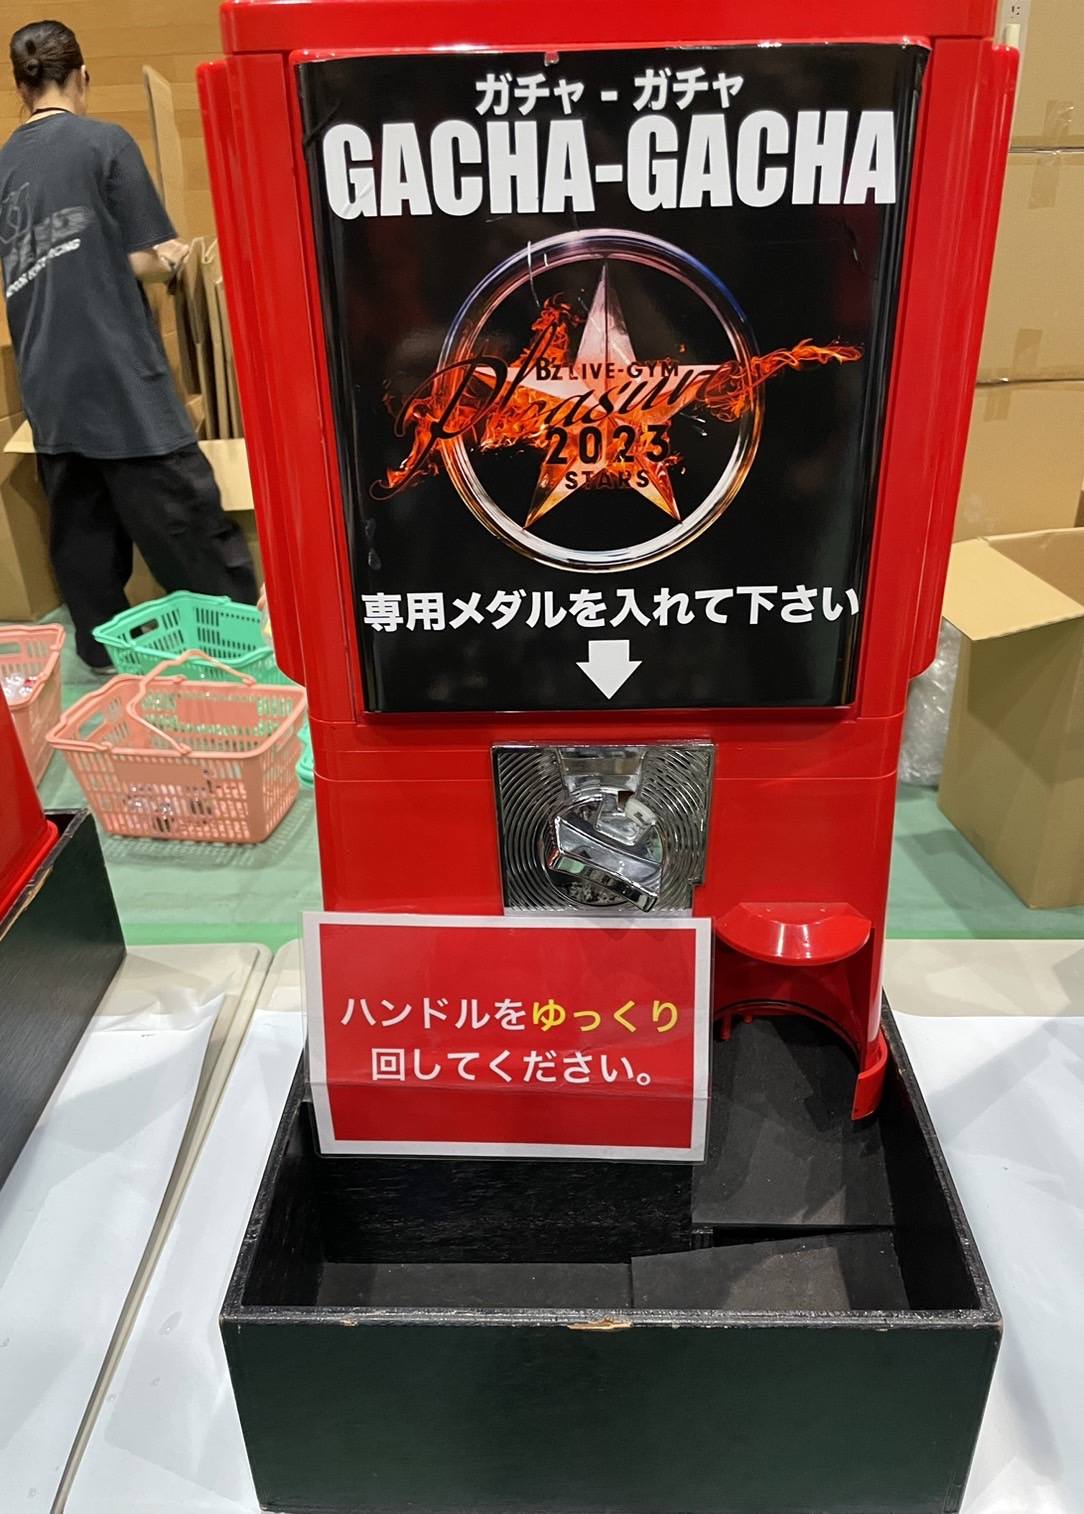 ガチャ - ガチャ
GACHA-GACHA
B'z LIVE-GYM
Pleasure
2023
STARS
専用メダルを入れて下さい
ハンドルをゆっくり
回してください。